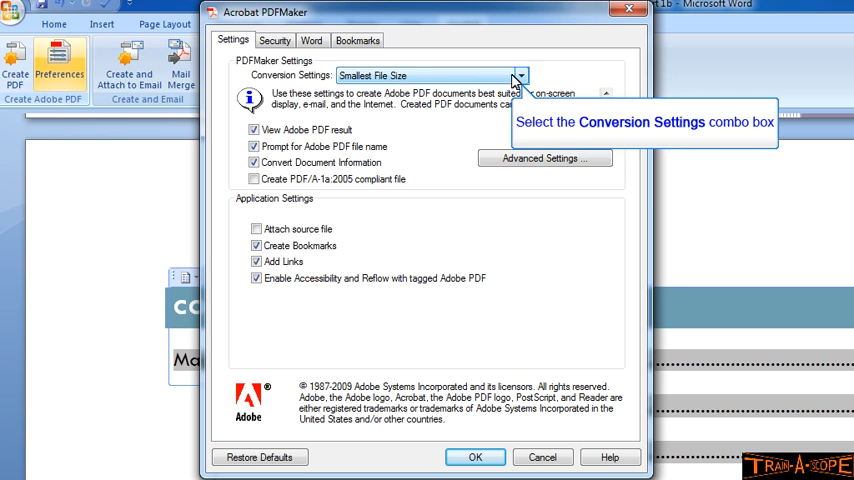 Acrobat PDFMaker
art 1b - Microsoft Word
Home
Insert
Page Layout
Create PDF
Preferences
Create and Attach to Email
Mail Merge
Create Adobe PDF
Create and Email
Settings
Security
Word
Bookmarks
PDFMaker Settings
Conversion Settings:
Smallest File Size
Use these settings to create Adobe PDF documents best suited for on-screen
display, e-mail, and the Internet. Created PDF documents can
Select the Conversion Settings combo box
View Adobe PDF result
Prompt for Adobe PDF file name
Convert Document Information
Advanced Settings ...
Create PDF/A-1a:2005 compliant file
Application Settings
Attach source file
Create Bookmarks
Add Links
Enable Accessibility and Reflow with tagged Adobe PDF
Ma
® 
Adobe
© 1987-2009 Adobe Systems Incorporated and its licensors. All rights reserved.
Adobe, the Adobe logo, Acrobat, the Adobe PDF logo, PostScript, and Reader are
either registered trademarks or trademarks of Adobe Systems Incorporated in the
United States and/or other countries.
Restore Defaults
OK
Cancel
Help
TRAIN-A-SCOPE